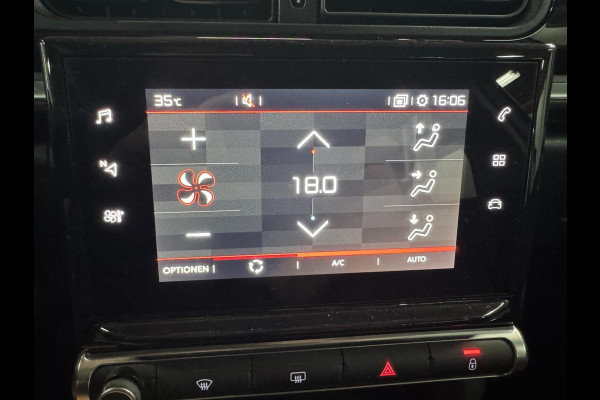 35°C 16:06
N
18.0
OPTIONEN A/C AUTO